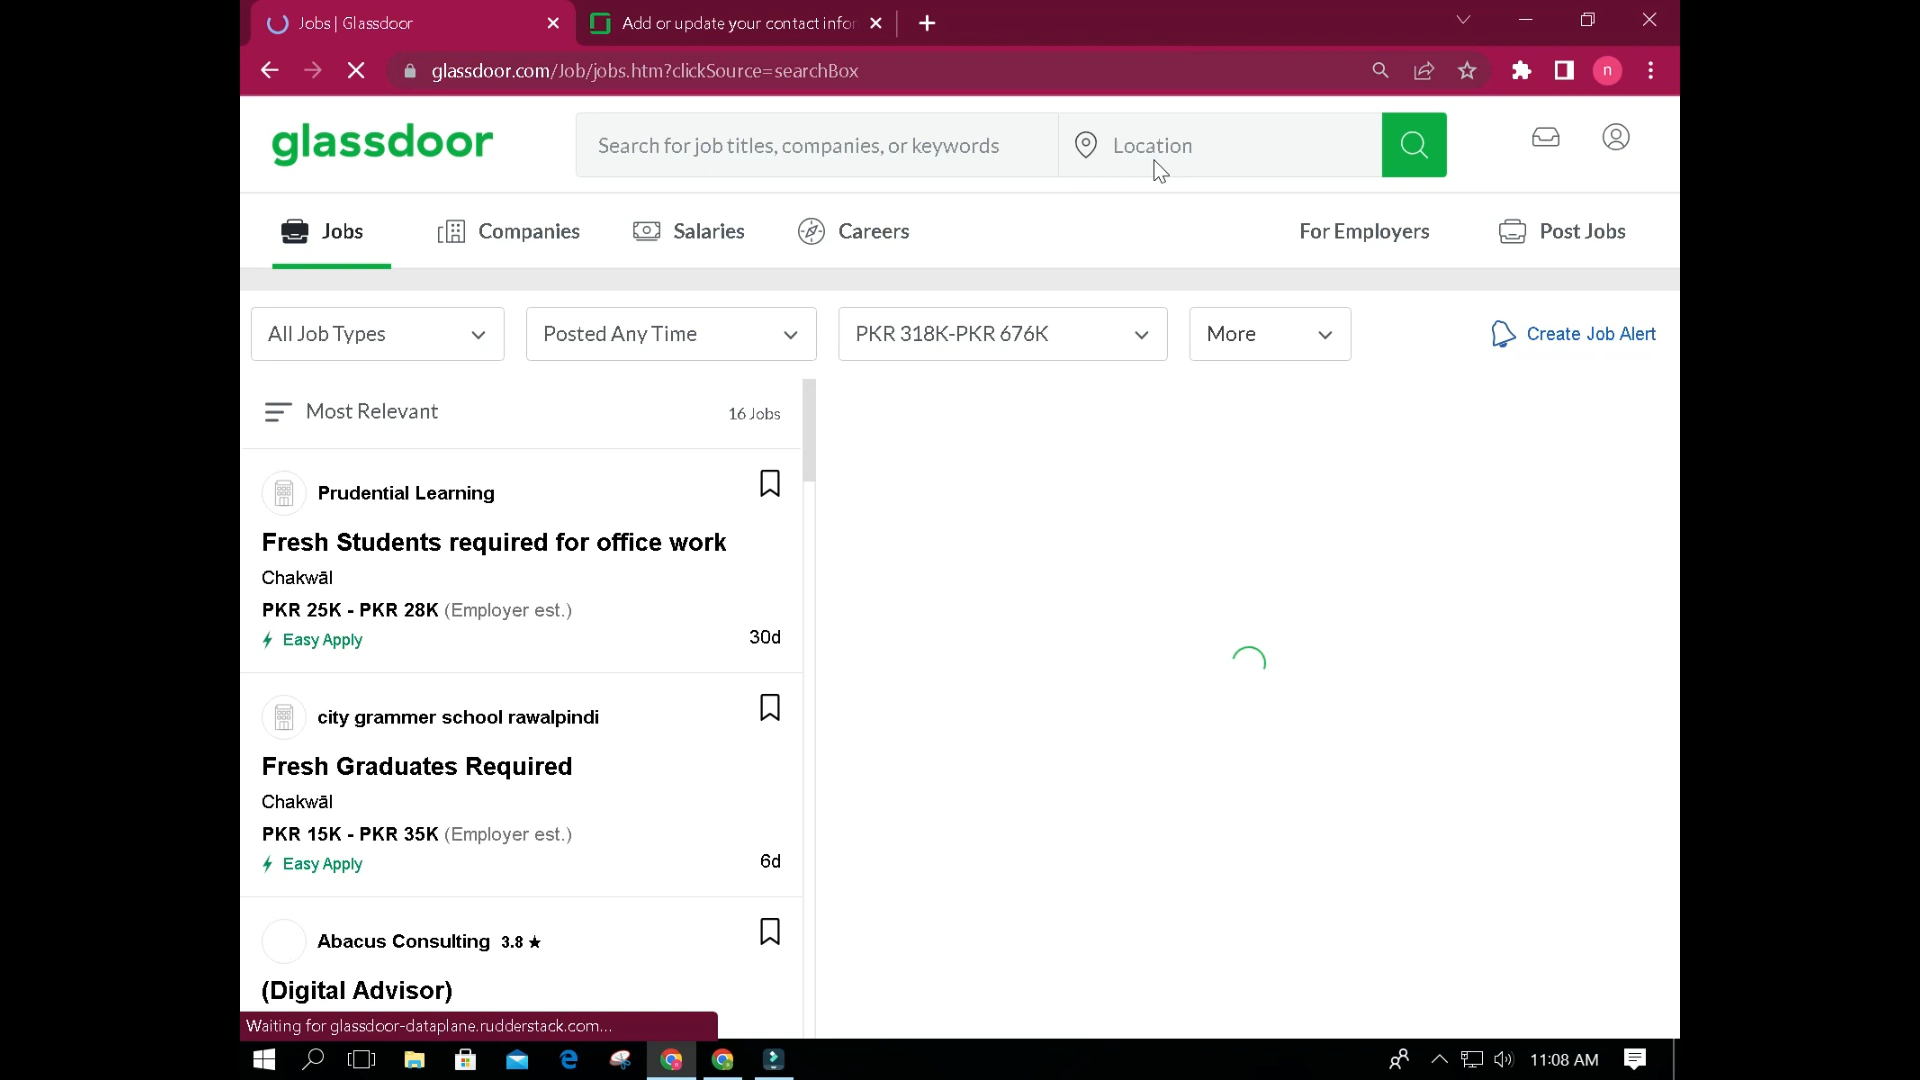 Jobs | Glassdoor
Add or update your contact infor
glassdoor.com/Job/jobs.htm?clickSource=searchBox
n
glassdoor
Search for job titles, companies, or keywords
Location
Jobs
Companies
Salaries
Careers
For Employers
Post Jobs
All Job Types
Posted Any Time
PKR 318K-PKR 676K
More
Create Job Alert
Most Relevant
16 Jobs
Prudential Learning
Fresh Students required for office work
Chakwāl
PKR 25K - PKR 28K (Employer est.)
Easy Apply
30d
city grammer school rawalpindi
Fresh Graduates Required
Chakwāl
PKR 15K - PKR 35K (Employer est.)
Easy Apply
6d
Abacus Consulting 3.8 ★
(Digital Advisor)
Waiting for glassdoor-dataplane.rudderstack.com...
11:08 AM